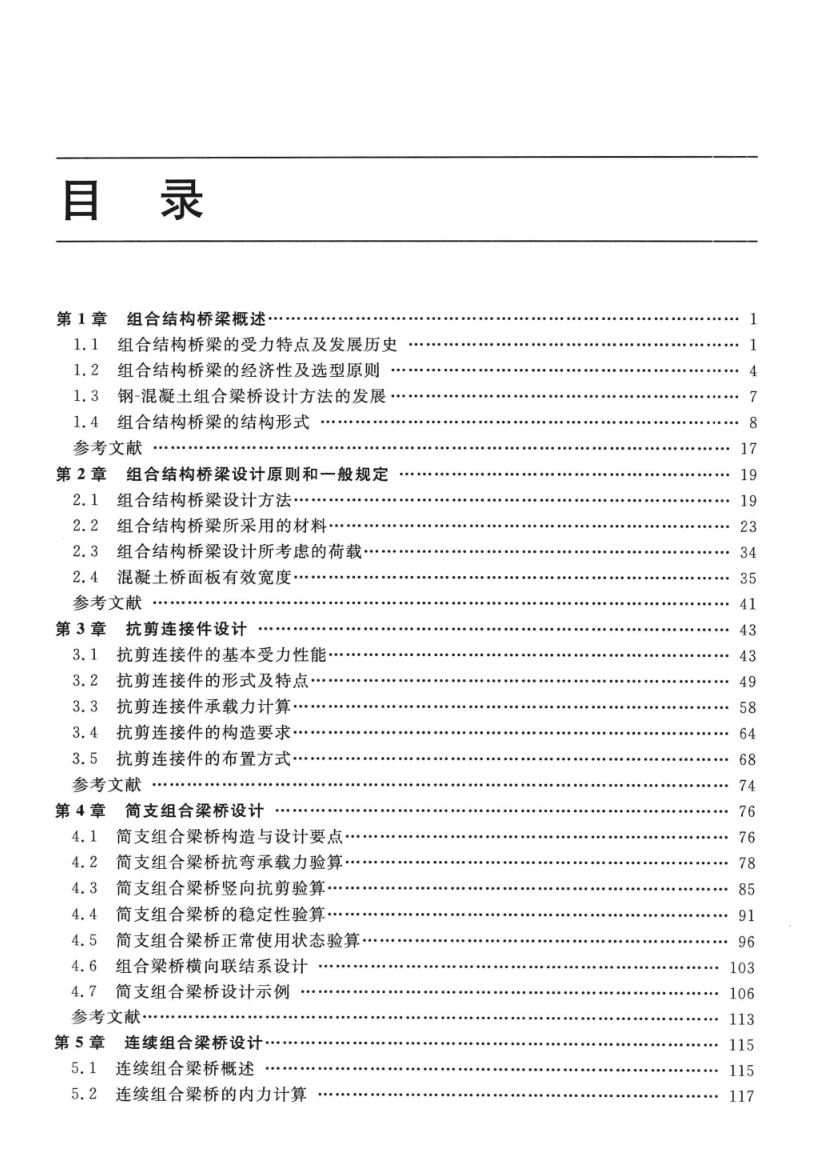 目 录
第 1 章 组合结构桥梁概述…………………………………………………………………… 1
1.1 组合结构桥梁的受力特点及发展历史 ……………………………………………… 1
1.2 组合结构桥梁的经济性及选型原则 ………………………………………………… 4
1.3 钢-混凝土组合梁桥设计方法的发展………………………………………………… 7
1.4 组合结构桥梁的结构形式 …………………………………………………………… 8
参考文献 ………………………………………………………………………………… 17
第 2 章 组合结构桥梁设计原则和一般规定 ……………………………………………… 19
2.1 组合结构桥梁设计方法……………………………………………………………… 19
2.2 组合结构桥梁所采用的材料………………………………………………………… 23
2.3 组合结构桥梁设计所考虑的荷载…………………………………………………… 34
2.4 混凝土桥面板有效宽度……………………………………………………………… 35
参考文献 ………………………………………………………………………………… 41
第 3 章 抗剪连接件设计 …………………………………………………………………… 43
3.1 抗剪连接件的基本受力性能………………………………………………………… 43
3.2 抗剪连接件的形式及特点…………………………………………………………… 49
3.3 抗剪连接件承载力计算……………………………………………………………… 58
3.4 抗剪连接件的构造要求……………………………………………………………… 64
3.5 抗剪连接件的布置方式……………………………………………………………… 68
参考文献 ………………………………………………………………………………… 74
第 4 章 简支组合梁桥设计 ………………………………………………………………… 76
4.1 简支组合梁桥构造与设计要点……………………………………………………… 76
4.2 简支组合梁桥抗弯承载力验算……………………………………………………… 78
4.3 简支组合梁桥竖向抗剪验算………………………………………………………… 85
4.4 简支组合梁桥的稳定性验算………………………………………………………… 91
4.5 简支组合梁桥正常使用状态验算…………………………………………………… 96
4.6 组合梁桥横向联结系设计 ………………………………………………………… 103
4.7 简支组合梁桥设计示例 …………………………………………………………… 106
参考文献………………………………………………………………………………… 113
第 5 章 连续组合梁桥设计………………………………………………………………… 115
5.1 连续组合梁桥概述 ………………………………………………………………… 115
5.2 连续组合梁桥的内力计算 ………………………………………………………… 117